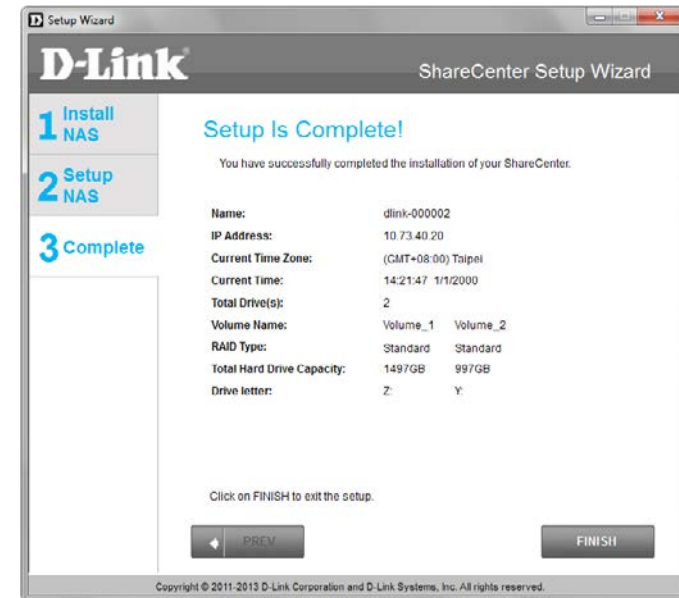 Setup Wizard
D-Link
ShareCenter Setup Wizard
1 Install NAS
2 Setup NAS
3 Complete
Setup Is Complete!
You have successfully completed the installation of your ShareCenter.
Name: dlink-000002
IP Address: 10.73.40.20
Current Time Zone: (GMT+08:00) Taipei
Current Time: 14:21:47 1/1/2000
Total Drive(s): 2
Volume Name: Volume_1 Volume_2
RAID Type: Standard Standard
Total Hard Drive Capacity: 1497GB 997GB
Drive letter: Z: Y:
Click on FINISH to exit the setup.
PREV
FINISH
Copyright © 2011-2013 D-Link Corporation and D-Link Systems, Inc. All rights reserved.